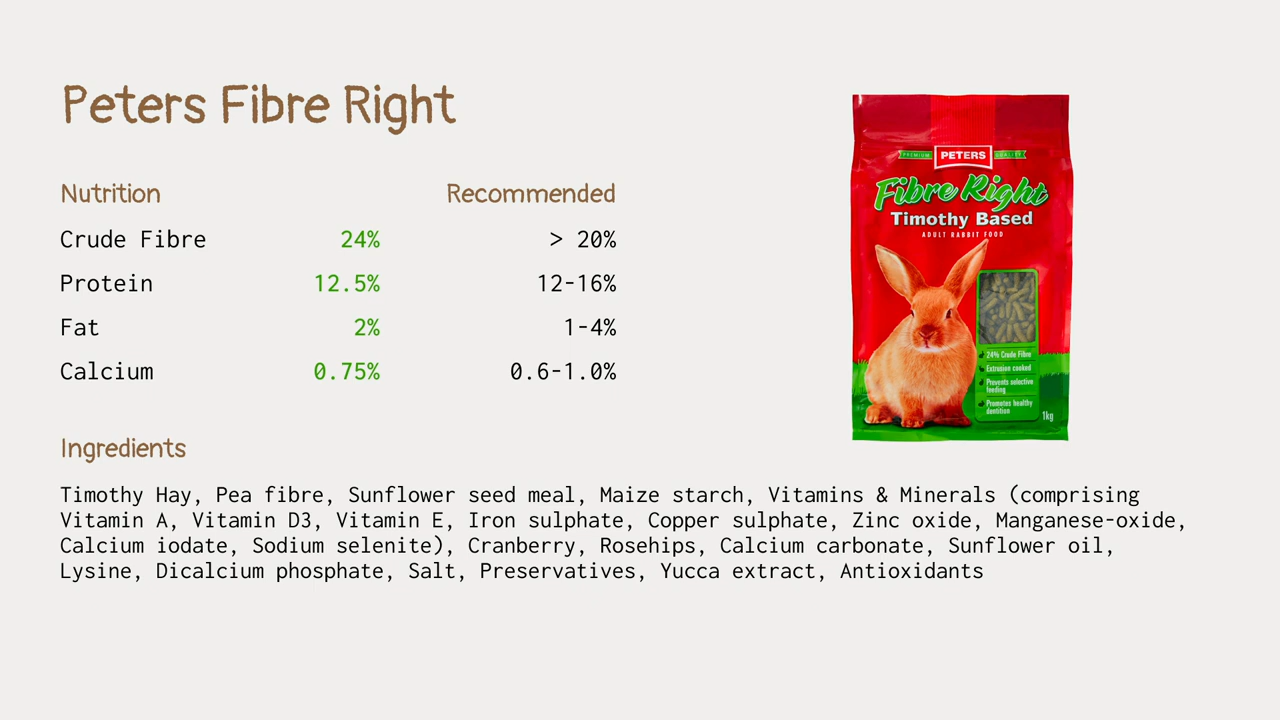 Peters Fibre Right
Nutrition Recommended
Crude Fibre 24% > 20%
Protein 12.5% 12-16%
Fat 2% 1-4%
Calcium 0.75% 0.6-1.0%
Ingredients
Timothy Hay, Pea fibre, Sunflower seed meal, Maize starch, Vitamins & Minerals (comprising
Vitamin A, Vitamin D3, Vitamin E, Iron sulphate, Copper sulphate, Zinc oxide, Manganese-oxide,
Calcium iodate, Sodium selenite), Cranberry, Rosehips, Calcium carbonate, Sunflower oil,
Lysine, Dicalcium phosphate, Salt, Preservatives, Yucca extract, Antioxidants
PREMIUM PETERS QUALITY
Fibre Right
Timothy Based
ADULT RABBIT FOOD
24% Crude Fibre
Extrusion cooked
Prevents selective
feeding
Promotes healthy
dentition
1kg